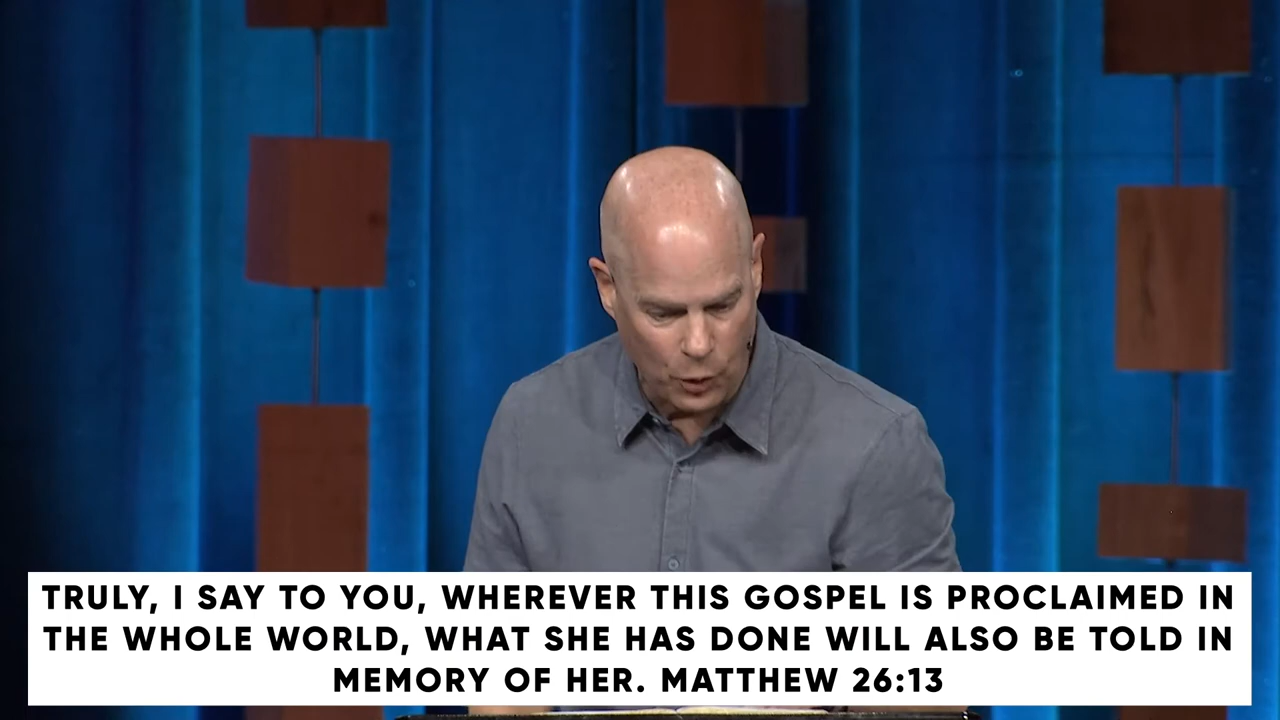 TRULY, I SAY TO YOU, WHEREVER THIS GOSPEL IS PROCLAIMED IN
THE WHOLE WORLD, WHAT SHE HAS DONE WILL ALSO BE TOLD IN
MEMORY OF HER. MATTHEW 26:13